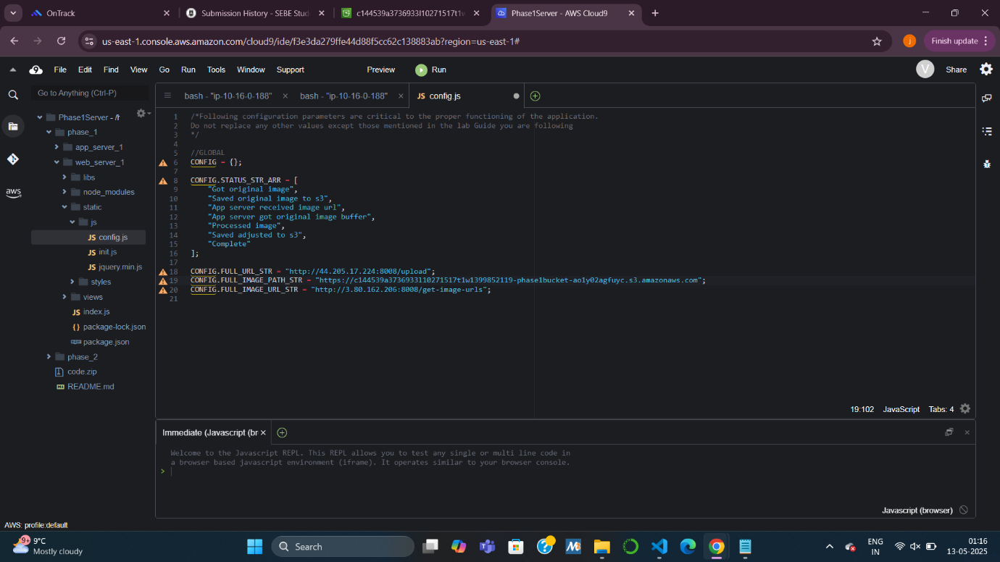 OnTrack
Submission History - SEBE Stud
c144539a3736933l10271517t1w
Phase1Server - AWS Cloud9
us-east-1.console.aws.amazon.com/cloud9/ide/f3e3da279ffe44d88f5cc62c138883ab?region=us-east-1#
j
Finish update
9
File Edit Find View Go Run Tools Window Support Preview Run
V
Share
Go to Anything (Ctrl-P)
bash - "ip-10-16-0-188"
bash - "ip-10-16-0-188"
JS config.js
Phase1Server - /h
phase_1
app_server_1
web_server_1
libs
node_modules
static
js
JS config.js
JS init.js
JS jquery.min.js
styles
views
JS index.js
{} package-lock.json
package.json
phase_2
code.zip
README.md
aws
1 /*Following configuration parameters are critical to the proper functioning of the application.
2 Do not replace any other values except those mentioned in the lab Guide you are following
3 */
4
5 //GLOBAL
6 CONFIG = {};
7
8 CONFIG.STATUS_STR_ARR = [
9 "Got original image",
10 "Saved original image to s3",
11 "App server received image url",
12 "App server got original image buffer",
13 "Processed image",
14 "Saved adjusted to s3",
15 "Complete"
16 ];
17
18 CONFIG.FULL_URL_STR = "http://44.205.17.224:8008/upload";
19 CONFIG.FULL_IMAGE_PATH_STR = "https://c144539a3736933l10271517t1w1399852119-phase1bucket-aoly02agfuyc.s3.amazonaws.com";
20 CONFIG.FULL_IMAGE_URL_STR = "http://3.80.162.206:8008/get-image-urls";
21
19:102 JavaScript Tabs: 4
Immediate (Javascript (br
Welcome to the Javascript REPL. This REPL allows you to test any single or multi line code in
a browser based javascript environment (iframe). It operates similar to your browser console.
>
Javascript (browser)
AWS: profile:default
9+
9°C
Mostly cloudy
Search
ENG
IN
01:16
13-05-2025